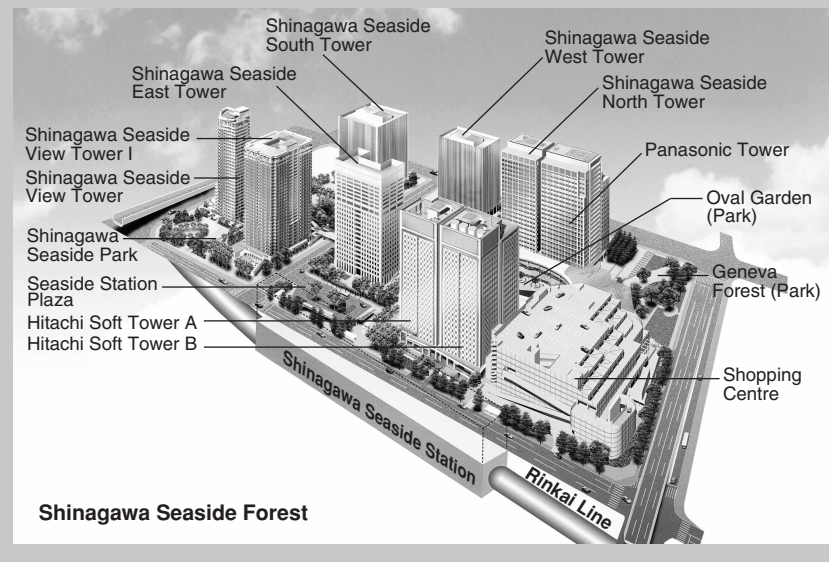 Shinagawa Seaside
South Tower
Shinagawa Seaside
West Tower
Shinagawa Seaside
East Tower
Shinagawa Seaside
North Tower
Shinagawa Seaside
View Tower I
Panasonic Tower
Shinagawa Seaside
View Tower
Oval Garden
(Park)
Shinagawa
Seaside Park
Geneva
Forest (Park)
Seaside Station
Plaza
Hitachi Soft Tower A
Hitachi Soft Tower B
Shopping
Centre
Shinagawa Seaside Station
Rinkai Line
Shinagawa Seaside Forest